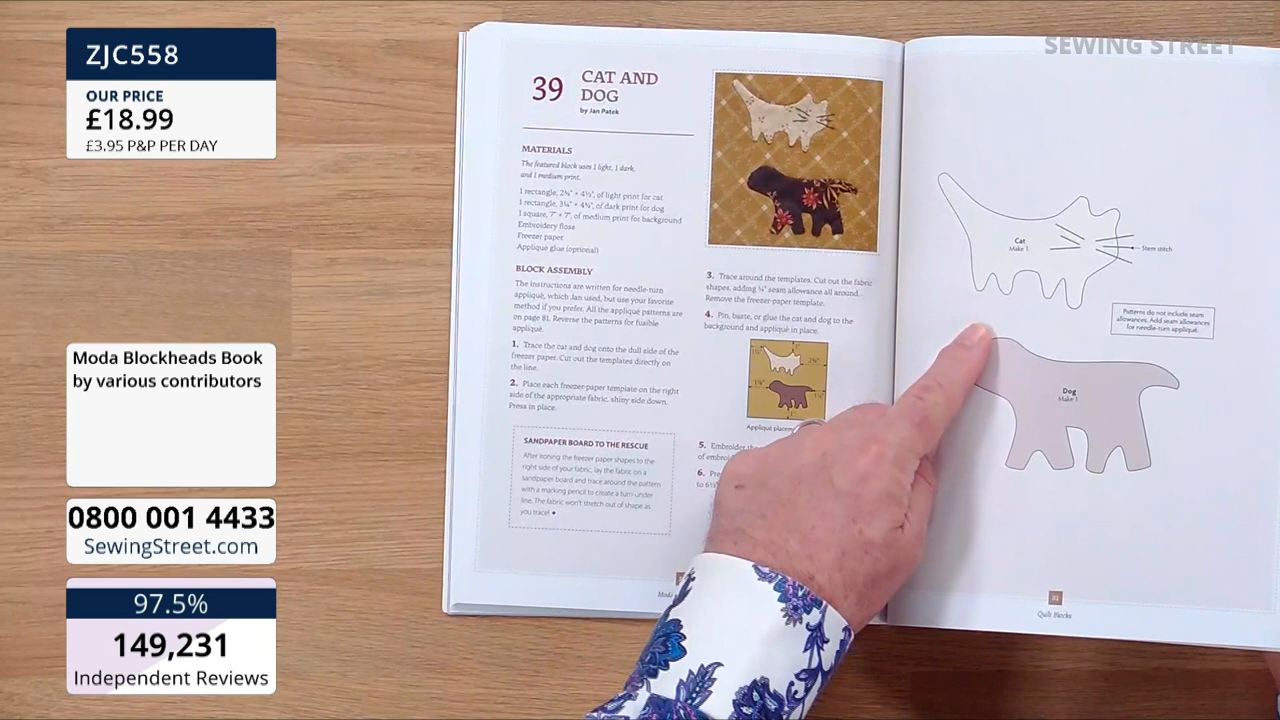 ZJC558
OUR PRICE
£18.99
£3.95 P&P PER DAY
Moda Blockheads Book
by various contributors
0800 001 4433
SewingStreet.com
97.5%
149,231
Independent Reviews
SEWING STREET
39
CAT AND
DOG
by Jan Patek
MATERIALS
The featured block uses 1 light, 1 dark,
and 1 medium print.
1 rectangle, 2¾" × 4½", of light print for cat
1 rectangle, 3¼" × 4¾", of dark print for dog
1 square, 7" × 7", of medium print for background
Embroidery floss
Freezer paper
Appliqué glue (optional)
BLOCK ASSEMBLY
The instructions are written for needle-turn
appliqué, which Jan used, but use your favorite
method if you prefer. All the appliqué patterns are
on page 81. Reverse the patterns for fusible
appliqué.
1. Trace the cat and dog onto the dull side of the
freezer paper. Cut out the templates directly on
the line.
2. Place each freezer-paper template on the right
side of the appropriate fabric, shiny side down.
Press in place.
SANDPAPER BOARD TO THE RESCUE
After ironing the freezer paper shapes to the
right side of your fabric, lay the fabric on a
sandpaper board and trace around the pattern
with a marking pencil to create a turn-under
line. The fabric won't stretch out of shape as
you trace!
3. Trace around the templates. Cut out the fabric
shapes, adding ¼" seam allowance all around.
Remove the freezer-paper template.
4. Pin, baste, or glue the cat and dog to the
background and appliqué in place.
1"
1"
Appliqué
5. Embroider
of
6.
to
Cat
Make 1.
Stem stitch
Patterns do not include seam
allowances. Add seam allowances
for needle-turn appliqué.
Dog
Make 1
81
Quilt Blocks